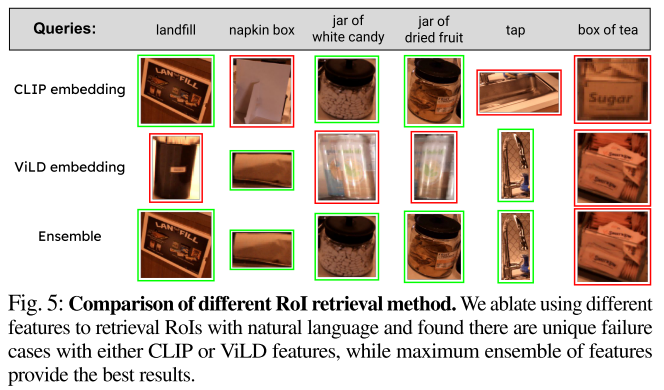 Queries: landfill napkin box jar of white candy jar of dried fruit tap box of tea
CLIP embedding
LAN FILL
Sugar
ViLD embedding
Ensemble
LAN FILL
Fig. 5: Comparison of different RoI retrieval method. We ablate using different
features to retrieval RoIs with natural language and found there are unique failure
cases with either CLIP or ViLD features, while maximum ensemble of features
provide the best results.